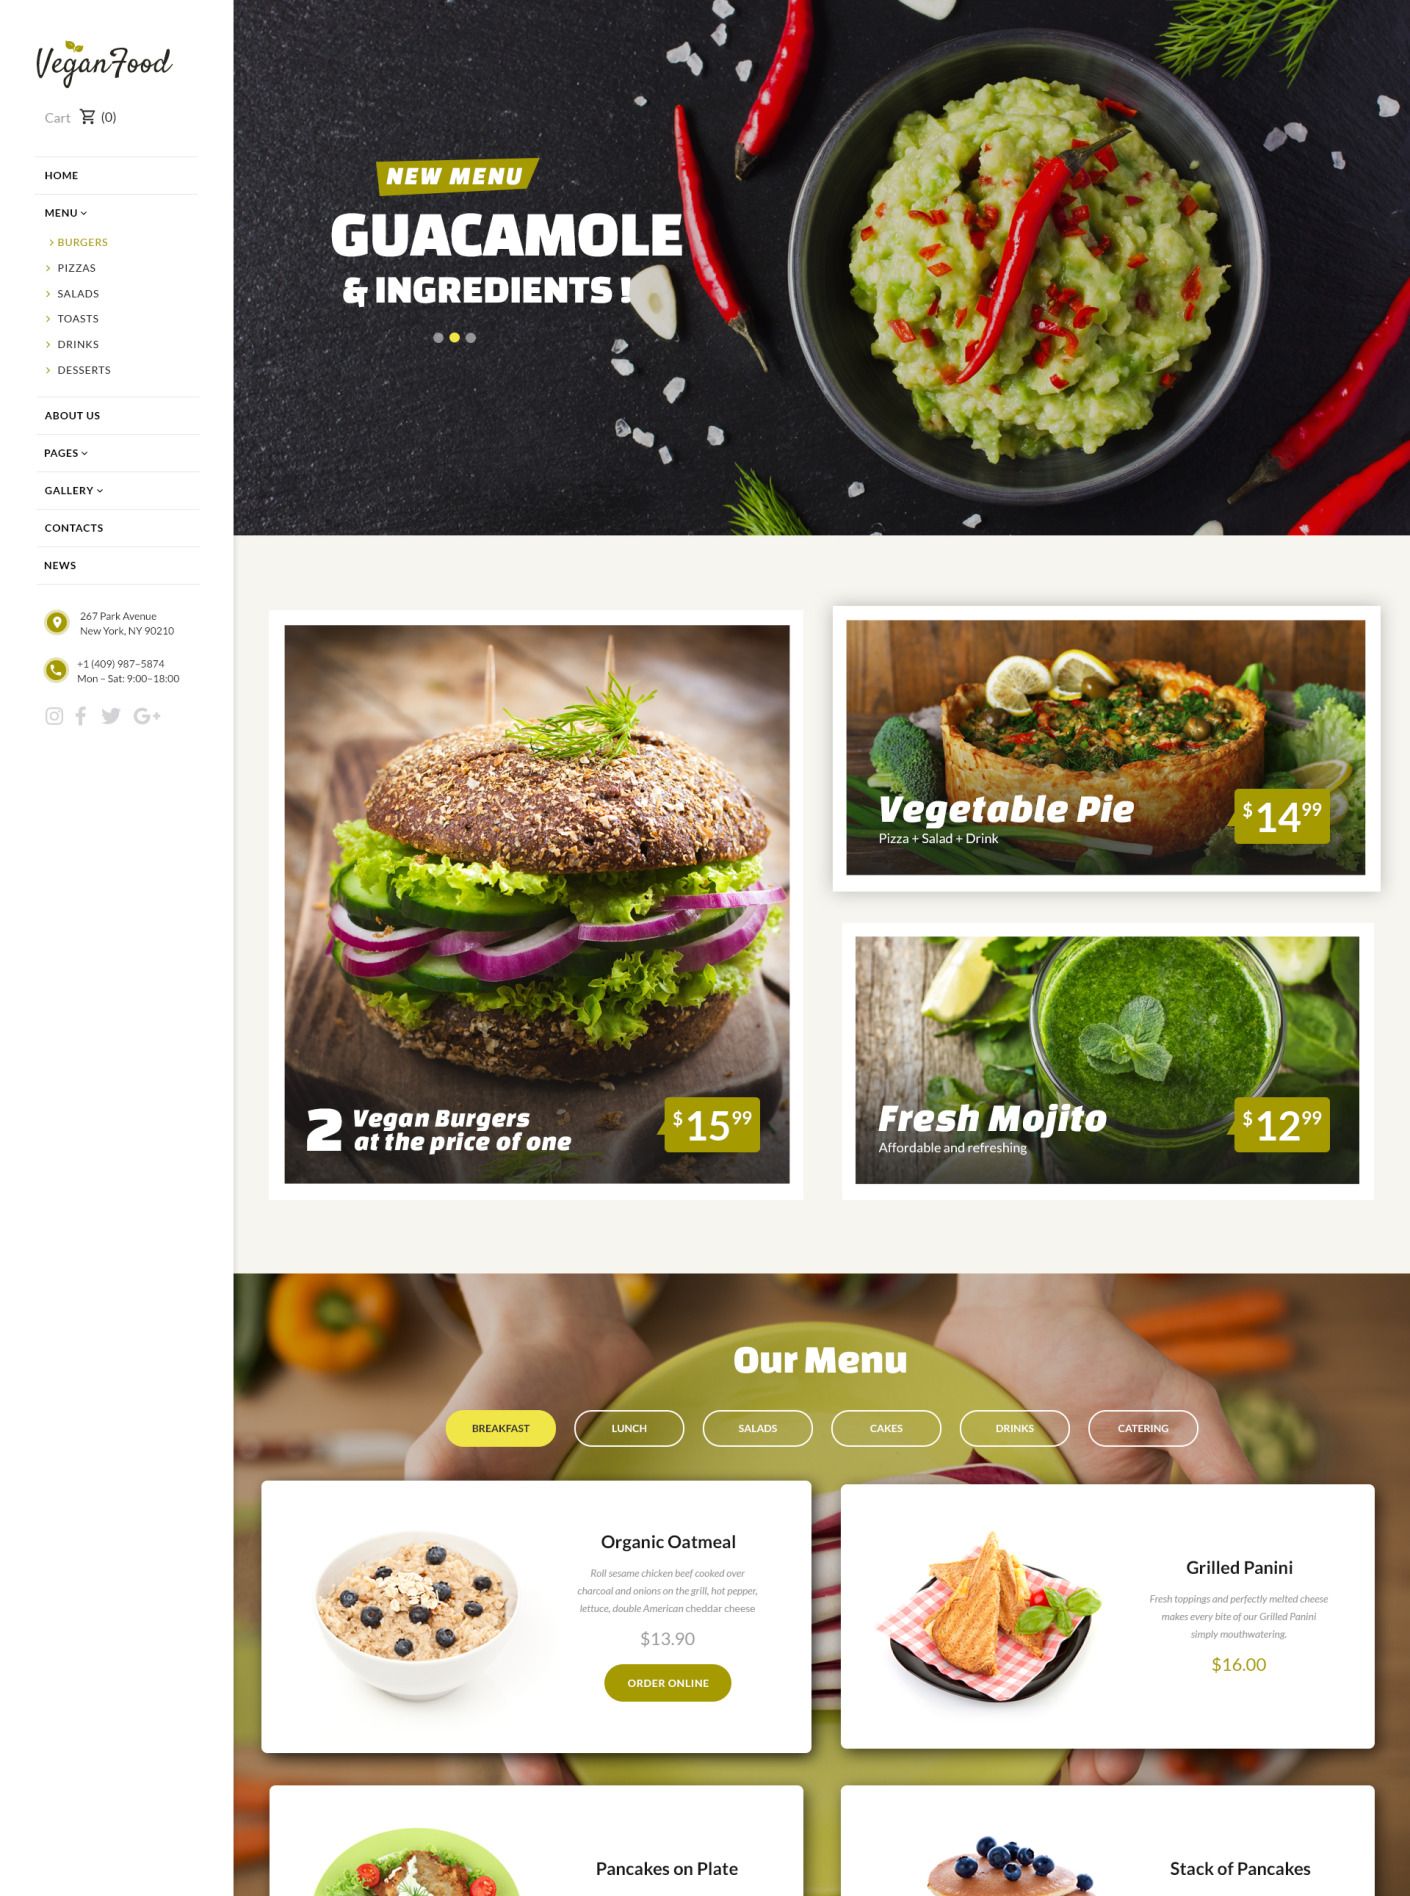 VeganFood
Cart (0)
HOME
MENU
BURGERS
PIZZAS
SALADS
TOASTS
DRINKS
DESSERTS
ABOUT US
PAGES
GALLERY
CONTACTS
NEWS
267 Park Avenue
New York, NY 90210
+1 (409) 987-5874
Mon – Sat: 9:00-18:00
NEW MENU
GUACAMOLE
& INGREDIENTS !
2 Vegan Burgers
at the price of one
$15.99
Vegetable Pie
Pizza + Salad + Drink
$14.99
Fresh Mojito
Affordable and refreshing
$12.99
Our Menu
BREAKFAST LUNCH SALADS CAKES DRINKS CATERING
Organic Oatmeal
Roll sesame chicken beef cooked over
charcoal and onions on the grill, hot pepper,
lettuce, double American cheddar cheese
$13.90
ORDER ONLINE
Grilled Panini
Fresh toppings and perfectly melted cheese
makes every bite of our Grilled Panini
simply mouthwatering.
$16.00
Pancakes on Plate
Stack of Pancakes